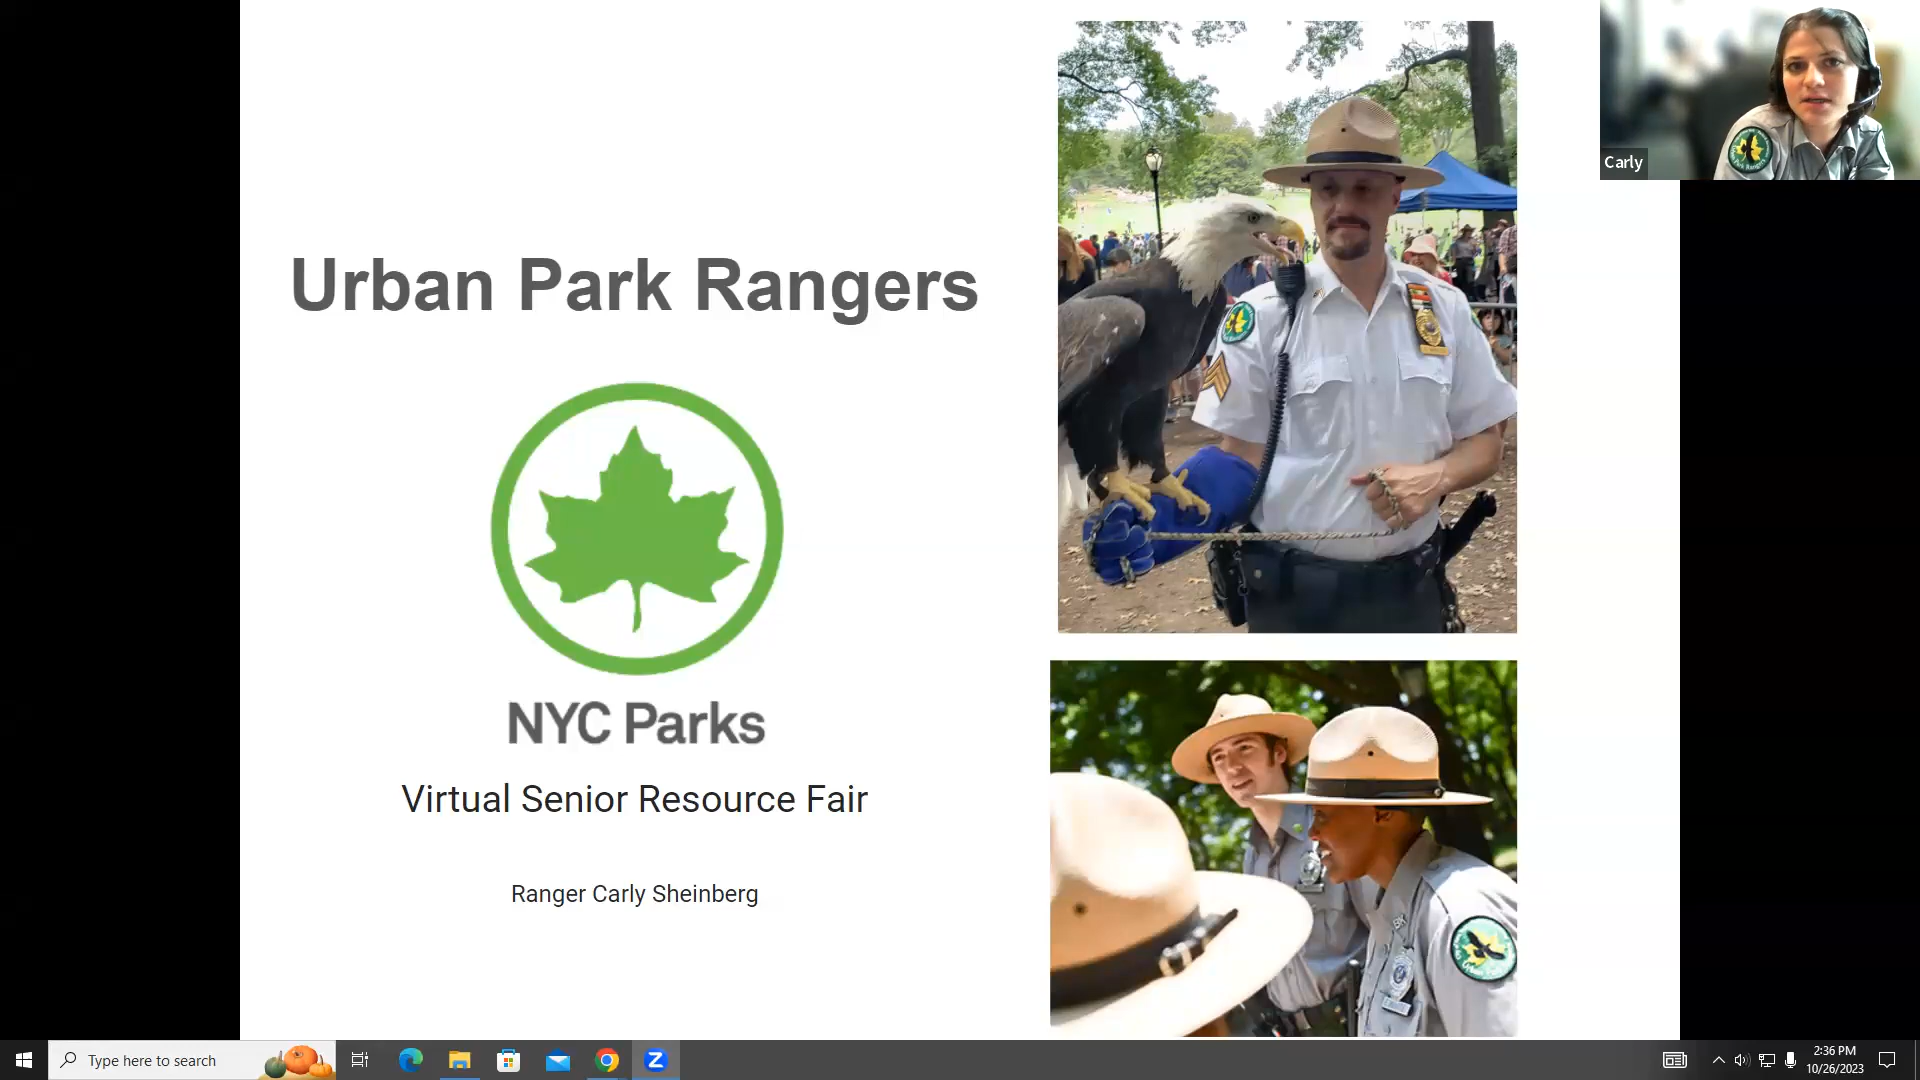 Urban Park Rangers
NYC Parks
Virtual Senior Resource Fair
Ranger Carly Sheinberg
Carly
Type here to search
2:36 PM
10/26/2023